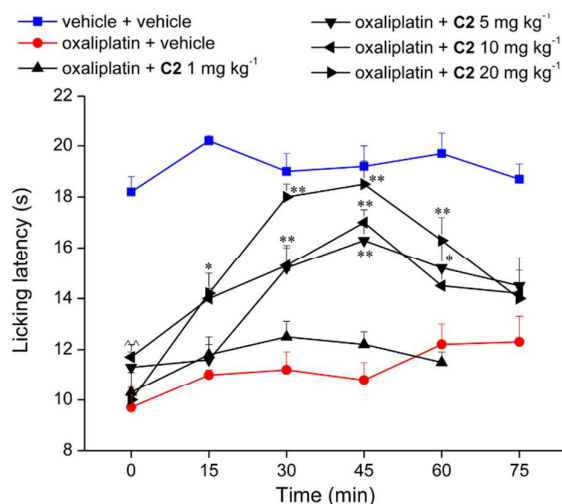 vehicle + vehicle
oxaliplatin + vehicle
oxaliplatin + C2 1 mg kg⁻¹
oxaliplatin + C2 5 mg kg⁻¹
oxaliplatin + C2 10 mg kg⁻¹
oxaliplatin + C2 20 mg kg⁻¹
Licking latency (s)
22
20
18
16
14
12
10
8
**
**
**
**
**
**
*
*
^^
0 15 30 45 60 75
Time (min)